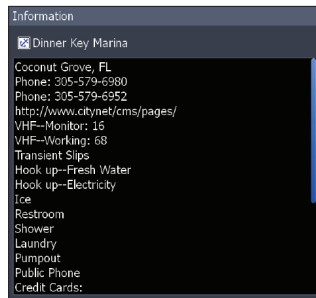 Information
Dinner Key Marina
Coconut Grove, FL
Phone: 305-579-6980
Phone: 305-579-6952
http://www.citynet/cms/pages/
VHF--Monitor: 16
VHF--Working: 68
Transient Slips
Hook up--Fresh Water
Hook up--Electricity
Ice
Restroom
Shower
Laundry
Pumpout
Public Phone
Credit Cards: